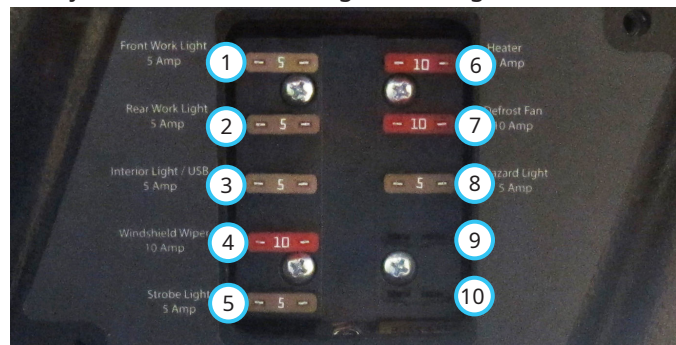 Front Work Light
5 Amp
1
5
Rear Work Light
5 Amp
2
5
Interior Light / USB
5 Amp
3
5
Windshield Wiper
10 Amp
4
10
Strobe Light
5 Amp
5
5
10
6
Heater
Amp
10
7
Defrost Fan
10 Amp
5
8
Light
5 Amp
9
10